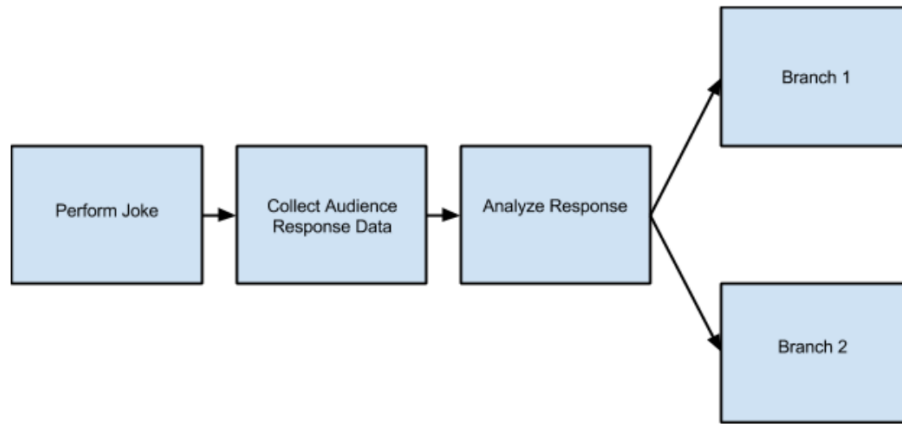 Perform Joke
Collect Audience
Response Data
Analyze Response
Branch 1
Branch 2